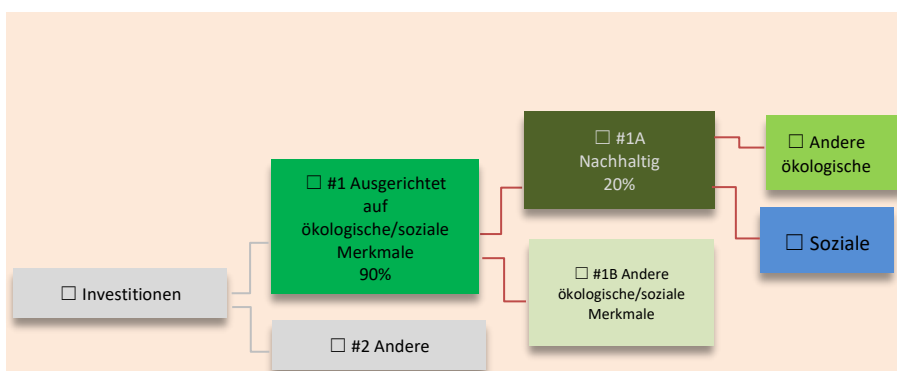 ☐ Investitionen
☐ #1 Ausgerichtet
auf
ökologische/soziale
Merkmale
90%
☐ #2 Andere
☐ #1A
Nachhaltig
20%
☐ #1B Andere
ökologische/soziale
Merkmale
☐ Andere
ökologische
☐ Soziale